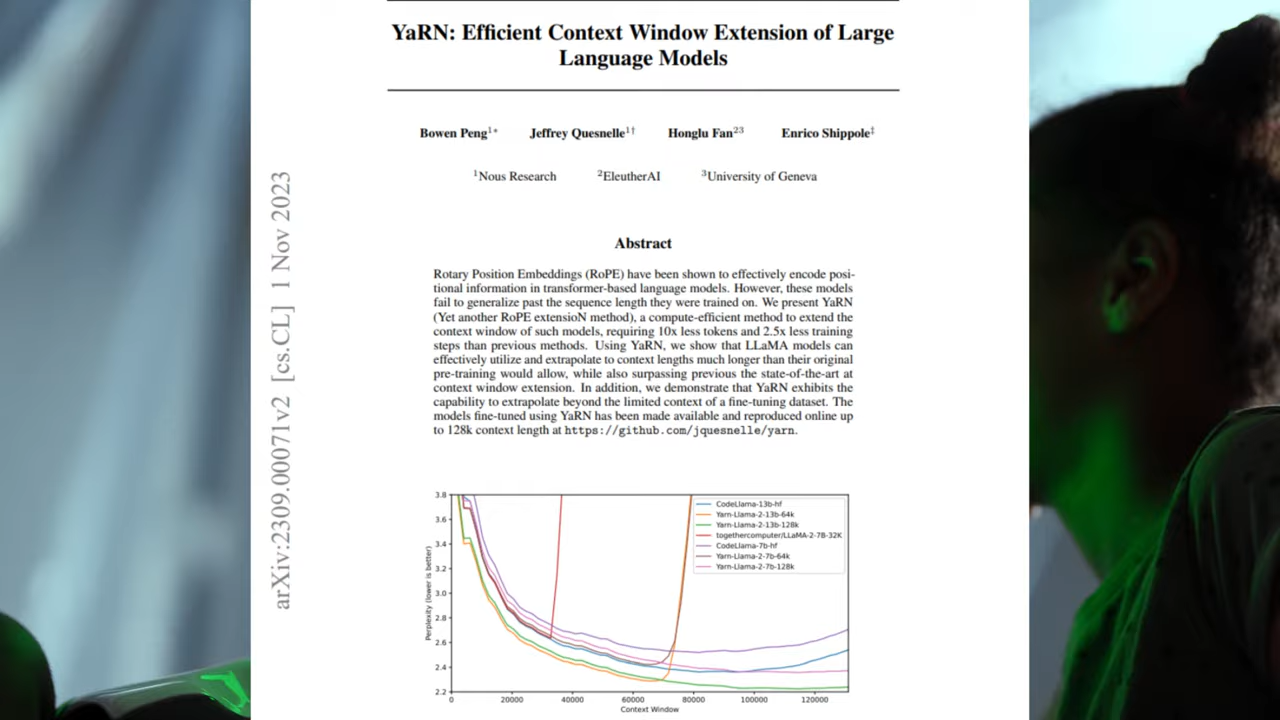 YaRN: Efficient Context Window Extension of Large
Language Models
Bowen Peng1* Jeffrey Quesnelle1† Honglu Fan23 Enrico Shippole‡
1Nous Research 2EleutherAI 3University of Geneva
arXiv:2309.00071v2 [cs.CL] 1 Nov 2023
Abstract
Rotary Position Embeddings (RoPE) have been shown to effectively encode posi-
tional information in transformer-based language models. However, these models
fail to generalize past the sequence length they were trained on. We present YaRN
(Yet another RoPE extensioN method), a compute-efficient method to extend the
context window of such models, requiring 10x less tokens and 2.5x less training
steps than previous methods. Using YaRN, we show that LLaMA models can
effectively utilize and extrapolate to context lengths much longer than their original
pre-training would allow, while also surpassing previous the state-of-the-art at
context window extension. In addition, we demonstrate that YaRN exhibits the
capability to extrapolate beyond the limited context of a fine-tuning dataset. The
models fine-tuned using YaRN has been made available and reproduced online up
to 128k context length at https://github.com/jquesnelle/yarn.
3.8
3.6
3.4
3.2
3.0
2.8
2.6
2.4
2.2
Perplexity (lower is better)
CodeLlama-13b-hf
Yarn-Llama-2-13b-64k
Yarn-Llama-2-13b-128k
togethercomputer/LLaMA-2-7B-32K
CodeLlama-7b-hf
Yarn-Llama-2-7b-64k
Yarn-Llama-2-7b-128k
0 20000 40000 60000 80000 100000 120000
Context Window